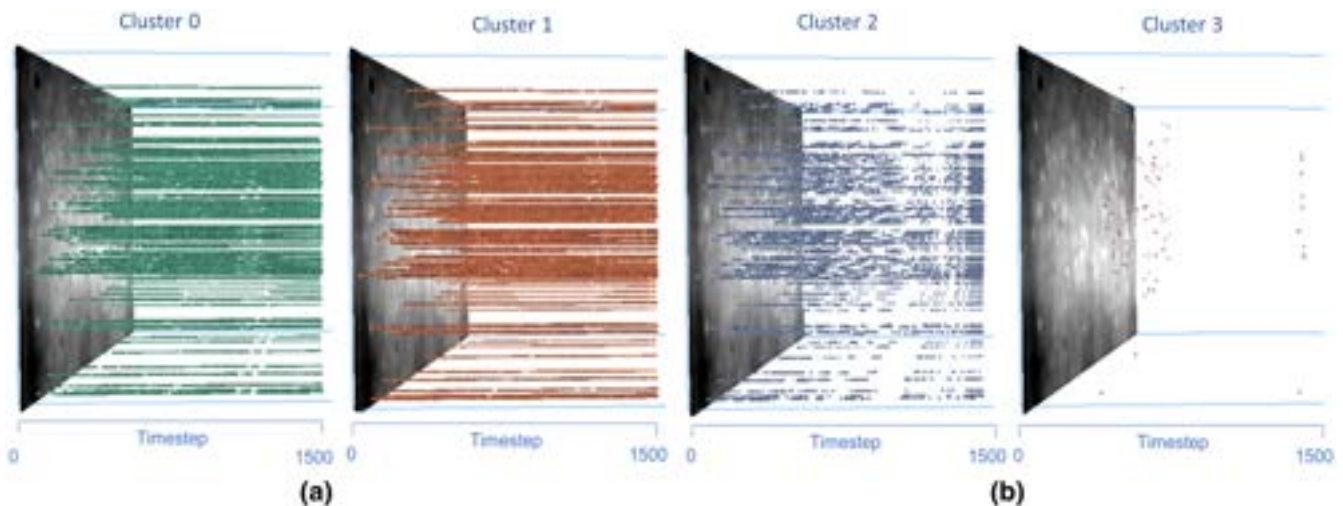 Cluster 0 Cluster 1 Cluster 2 Cluster 3
Timestep Timestep Timestep Timestep
0 1500 0 1500 0 1500 0 1500
(a) (b)